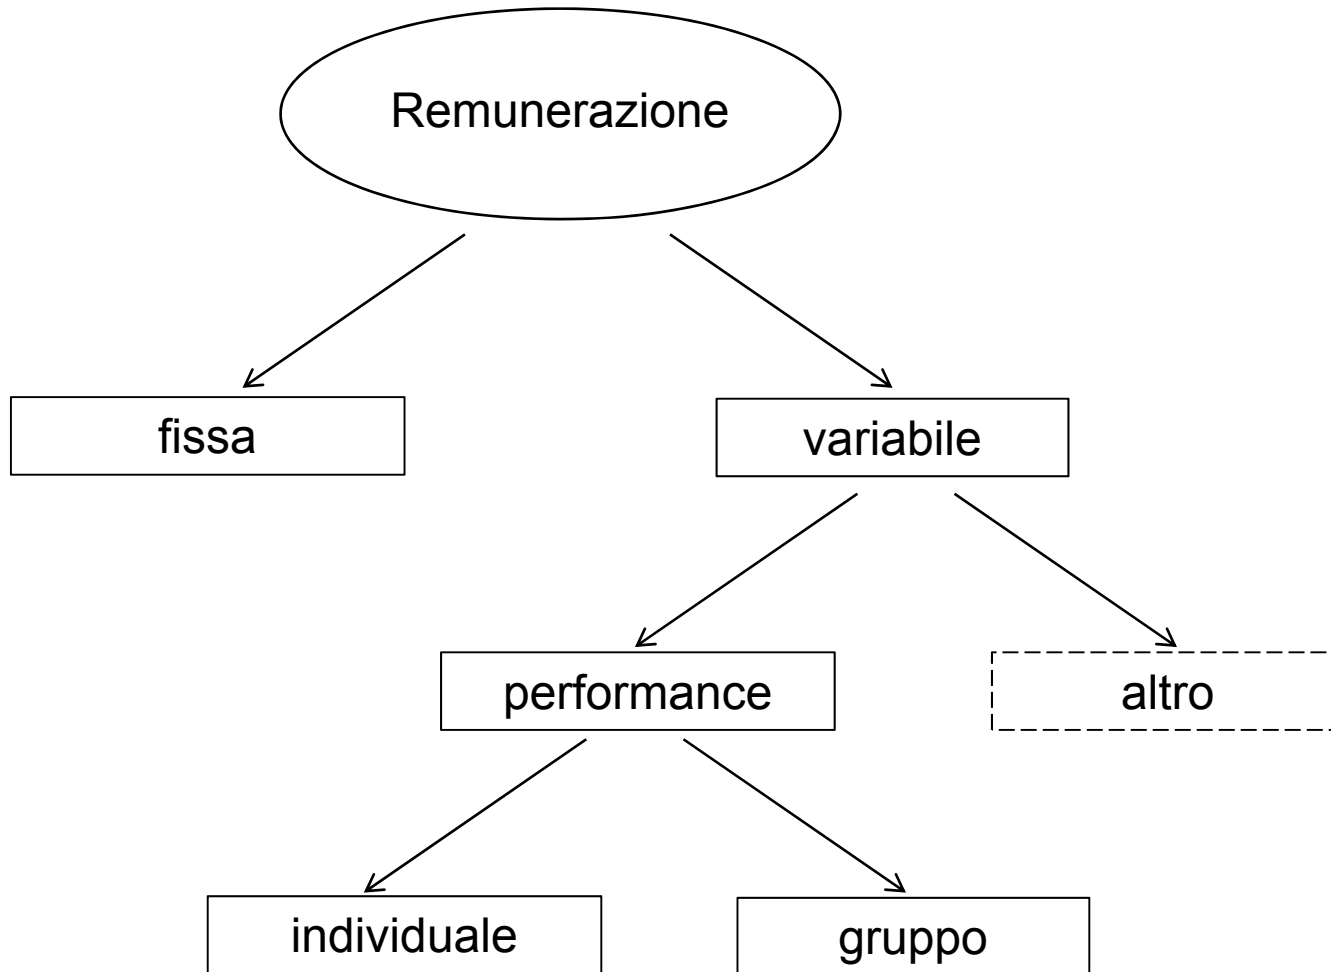 Remunerazione
fissa
variabile
performance
altro
individuale
gruppo